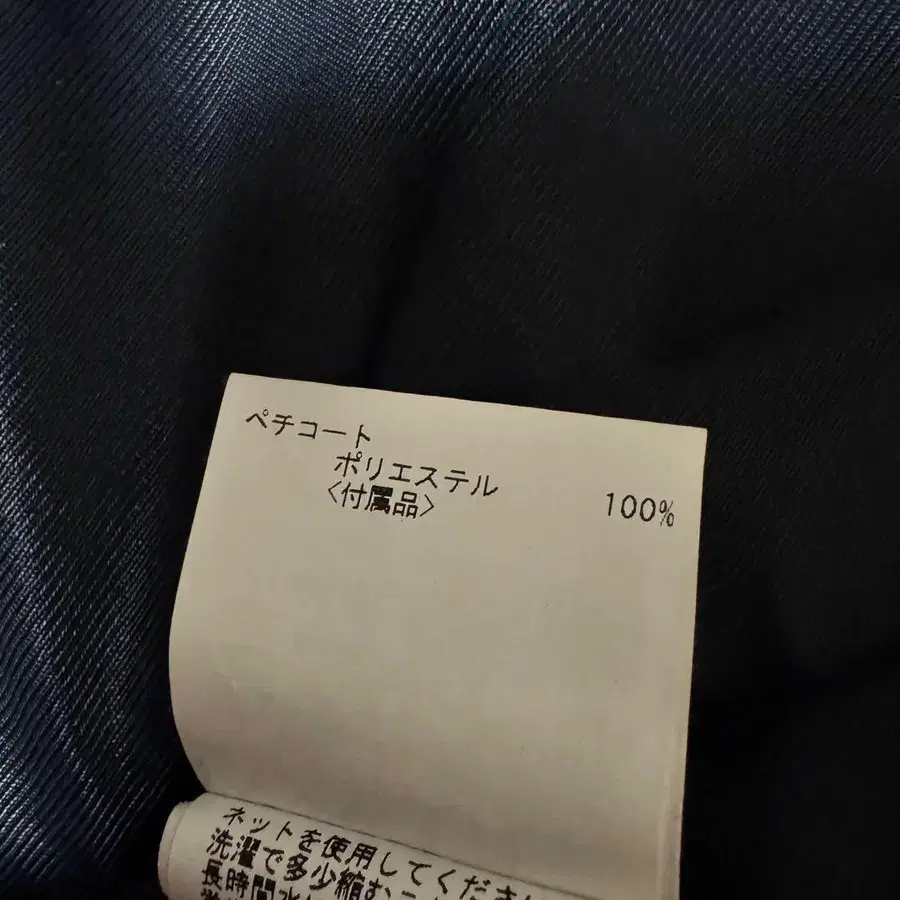 ペチコート
ポリエステル 100%
<付属品>
ネットを使用してくださ
洗濯で多少縮む
長時間水